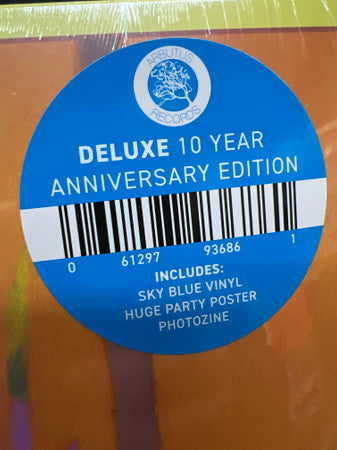 ARBUTUS
RECORDS
DELUXE 10 YEAR
ANNIVERSARY EDITION
0 61297 93686 1
INCLUDES:
SKY BLUE VINYL
HUGE PARTY POSTER
PHOTOZINE